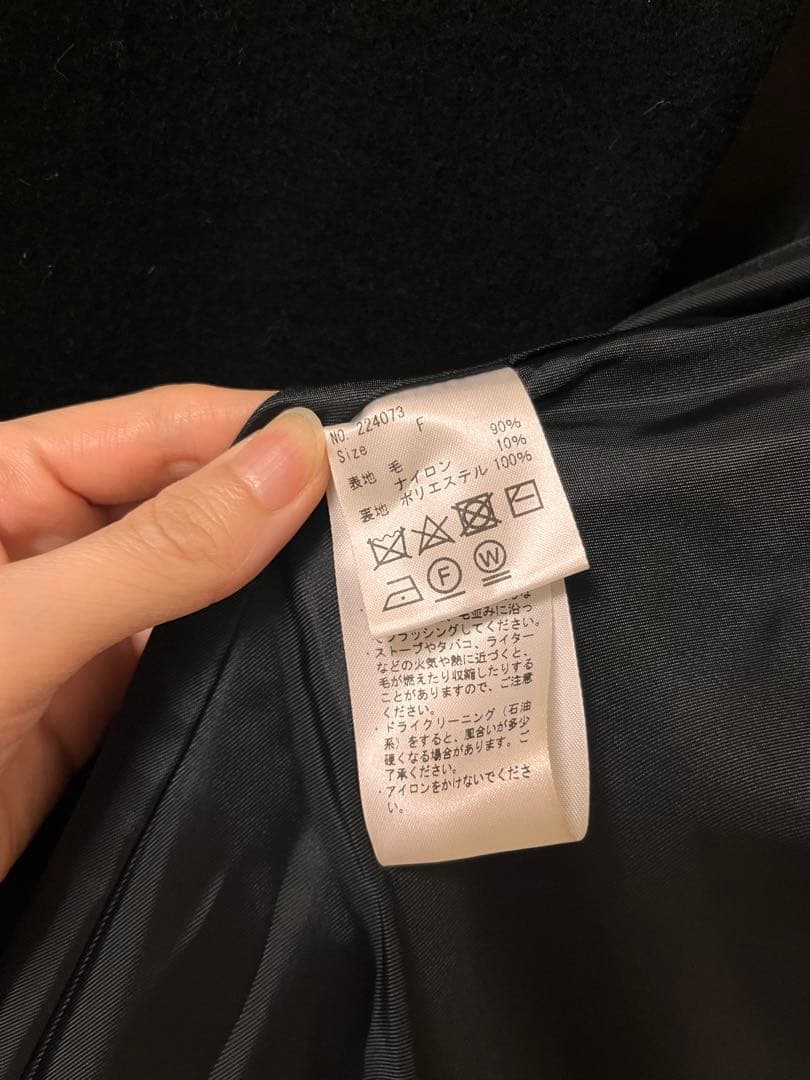 NO. 224073
Size F
表地 毛 90%
ナイロン 10%
裏地 ポリエステル 100%
F W
毛並みに沿っ
てブラッシングしてください。
・ストーブやタバコ、ライター
などの火気や熱に近づくと、
毛が燃えたり収縮したりする
ことがありますので、ご注意
ください。
・ドライクリーニング(石油
系)をすると、風合いが多少
硬くなる場合があります。ご
了承ください。
・アイロンをかけないでくださ
い。